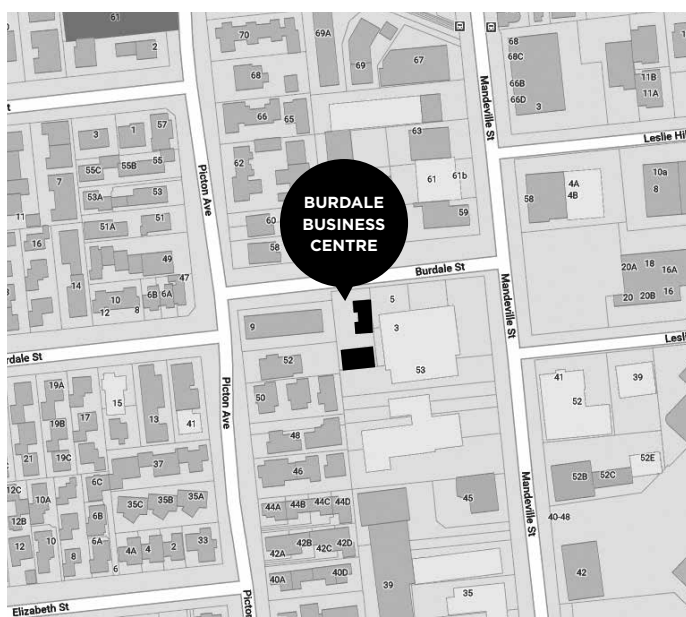 61
2
70
69A
69
67
68
66
65
62
60
58
63
61
61b
59
68
68C
66B
66D
3
11B
11A
Mandeville St
Leslie Hi
3
1
57
55C
55B
55
7
53A
53
51A
51
11
16
14
49
47
10
12
8
6B
6A
Picton Ave
BURDALE
BUSINESS
CENTRE
Burdale St
58
4A
4B
10a
8
18
20A
16A
20
20B
16
Mandeville St
9
5
3
53
52
50
48
46
44A
44B
44C
44D
42A
42B
42C
42D
40A
40D
39
45
35
rdale St
19A
15
13
41
17
19B
19C
21
37
6C
12C
10A
12B
12
10
6B
6A
8
6
35C
35B
35A
4A
4
2
33
Picton Ave
Elizabeth St
Picto
Lesli
41
39
52
52E
52B
52C
40-48
42
Mandeville St